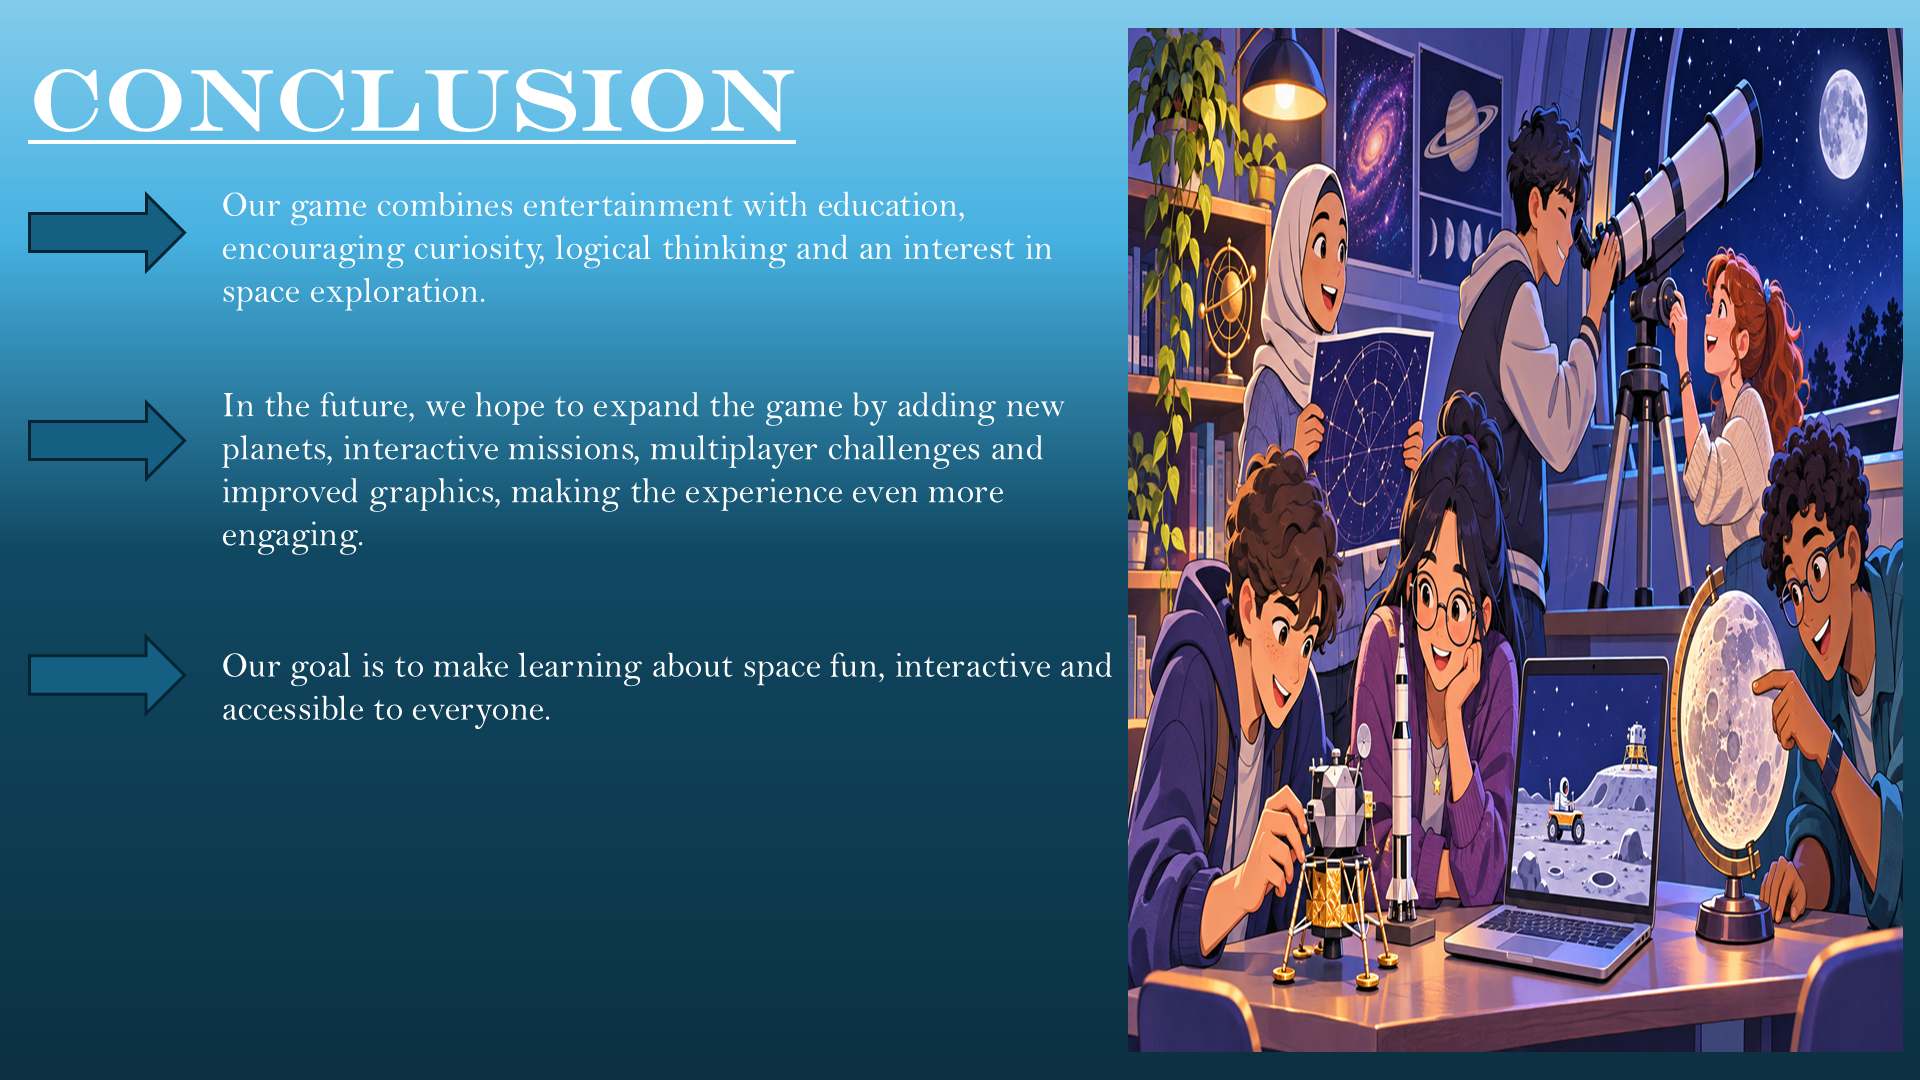 CONCLUSION
Our game combines entertainment with education,
encouraging curiosity, logical thinking and an interest in
space exploration.
In the future, we hope to expand the game by adding new
planets, interactive missions, multiplayer challenges and
improved graphics, making the experience even more
engaging.
Our goal is to make learning about space fun, interactive and
accessible to everyone.